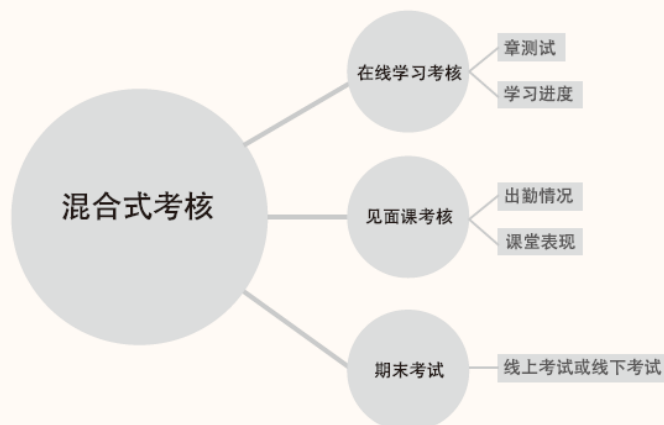 混合式考核
在线学习考核
章测试
学习进度
见面课考核
出勤情况
课堂表现
期末考试
线上考试或线下考试